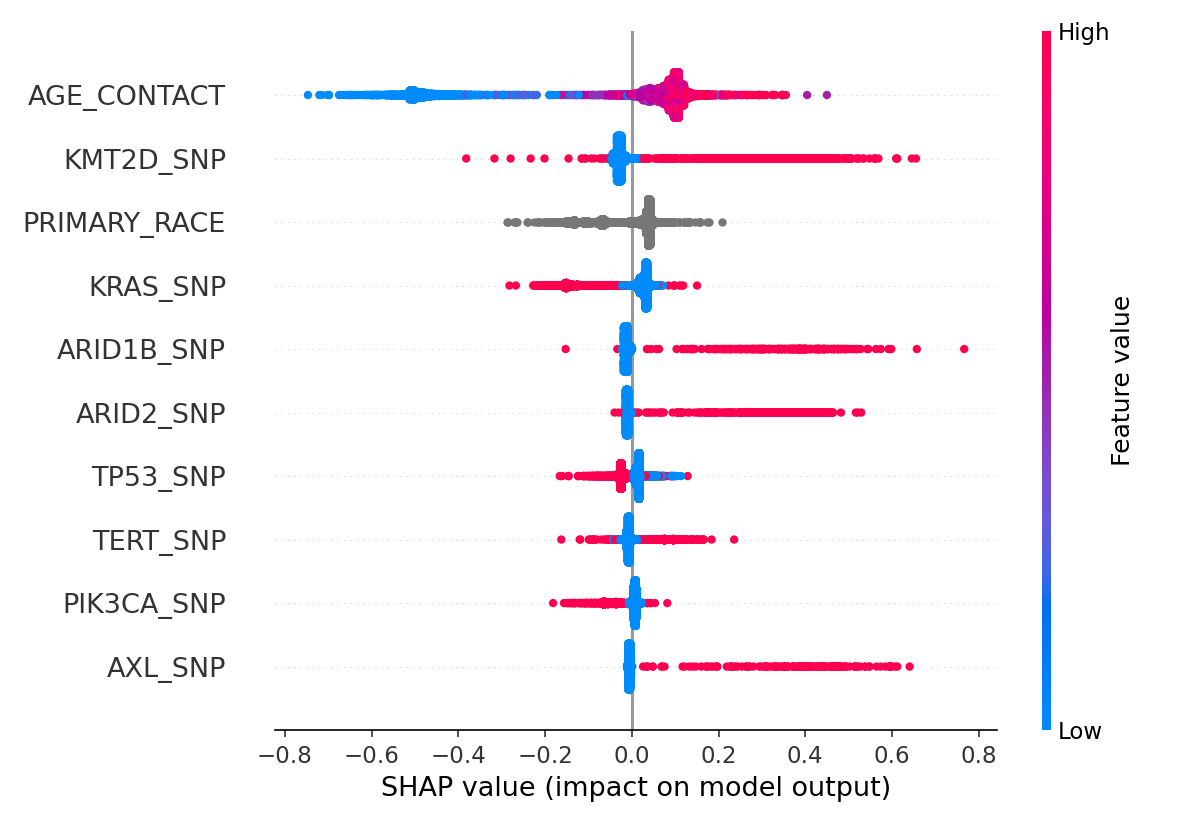 High
AGE_CONTACT
KMT2D_SNP
PRIMARY_RACE
KRAS_SNP
ARID1B_SNP
ARID2_SNP
TP53_SNP
TERT_SNP
PIK3CA_SNP
AXL_SNP
Feature value
Low
−0.8 −0.6 −0.4 −0.2 0.0 0.2 0.4 0.6 0.8
SHAP value (impact on model output)